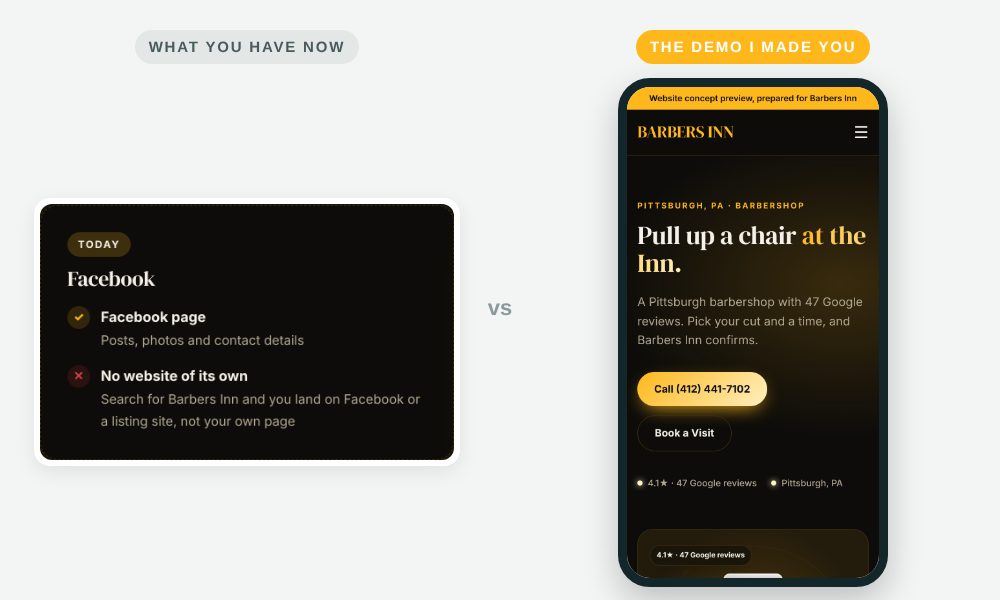 WHAT YOU HAVE NOW
TODAY
Facebook
Facebook page
Posts, photos and contact details
No website of its own
Search for Barbers Inn and you land on Facebook or
a listing site, not your own page
vs
THE DEMO I MADE YOU
Website concept preview, prepared for Barbers Inn
BARBERS INN
PITTSBURGH, PA · BARBERSHOP
Pull up a chair at the
Inn.
A Pittsburgh barbershop with 47 Google
reviews. Pick your cut and a time, and
Barbers Inn confirms.
Call (412) 441-7102
Book a Visit
4.1★ · 47 Google reviews Pittsburgh, PA
4.1★ · 47 Google reviews